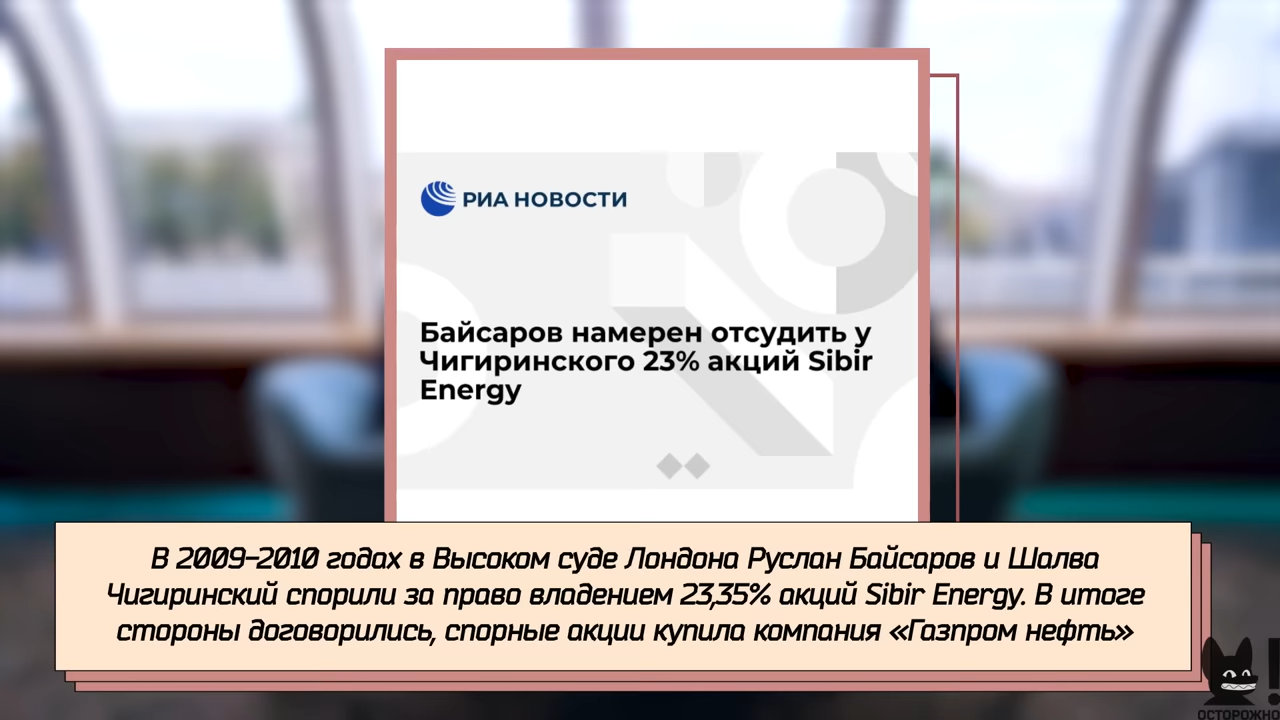 РИА НОВОСТИ
Байсаров намерен отсудить у
Чигиринского 23% акций Sibir
Energy
В 2009–2010 годах в Высоком суде Лондона Руслан Байсаров и Шалва
Чигиринский спорили за право владением 23,35% акций Sibir Energy. В итоге
стороны договорились, спорные акции купила компания «Газпром нефть»
ОСТОРОЖНО